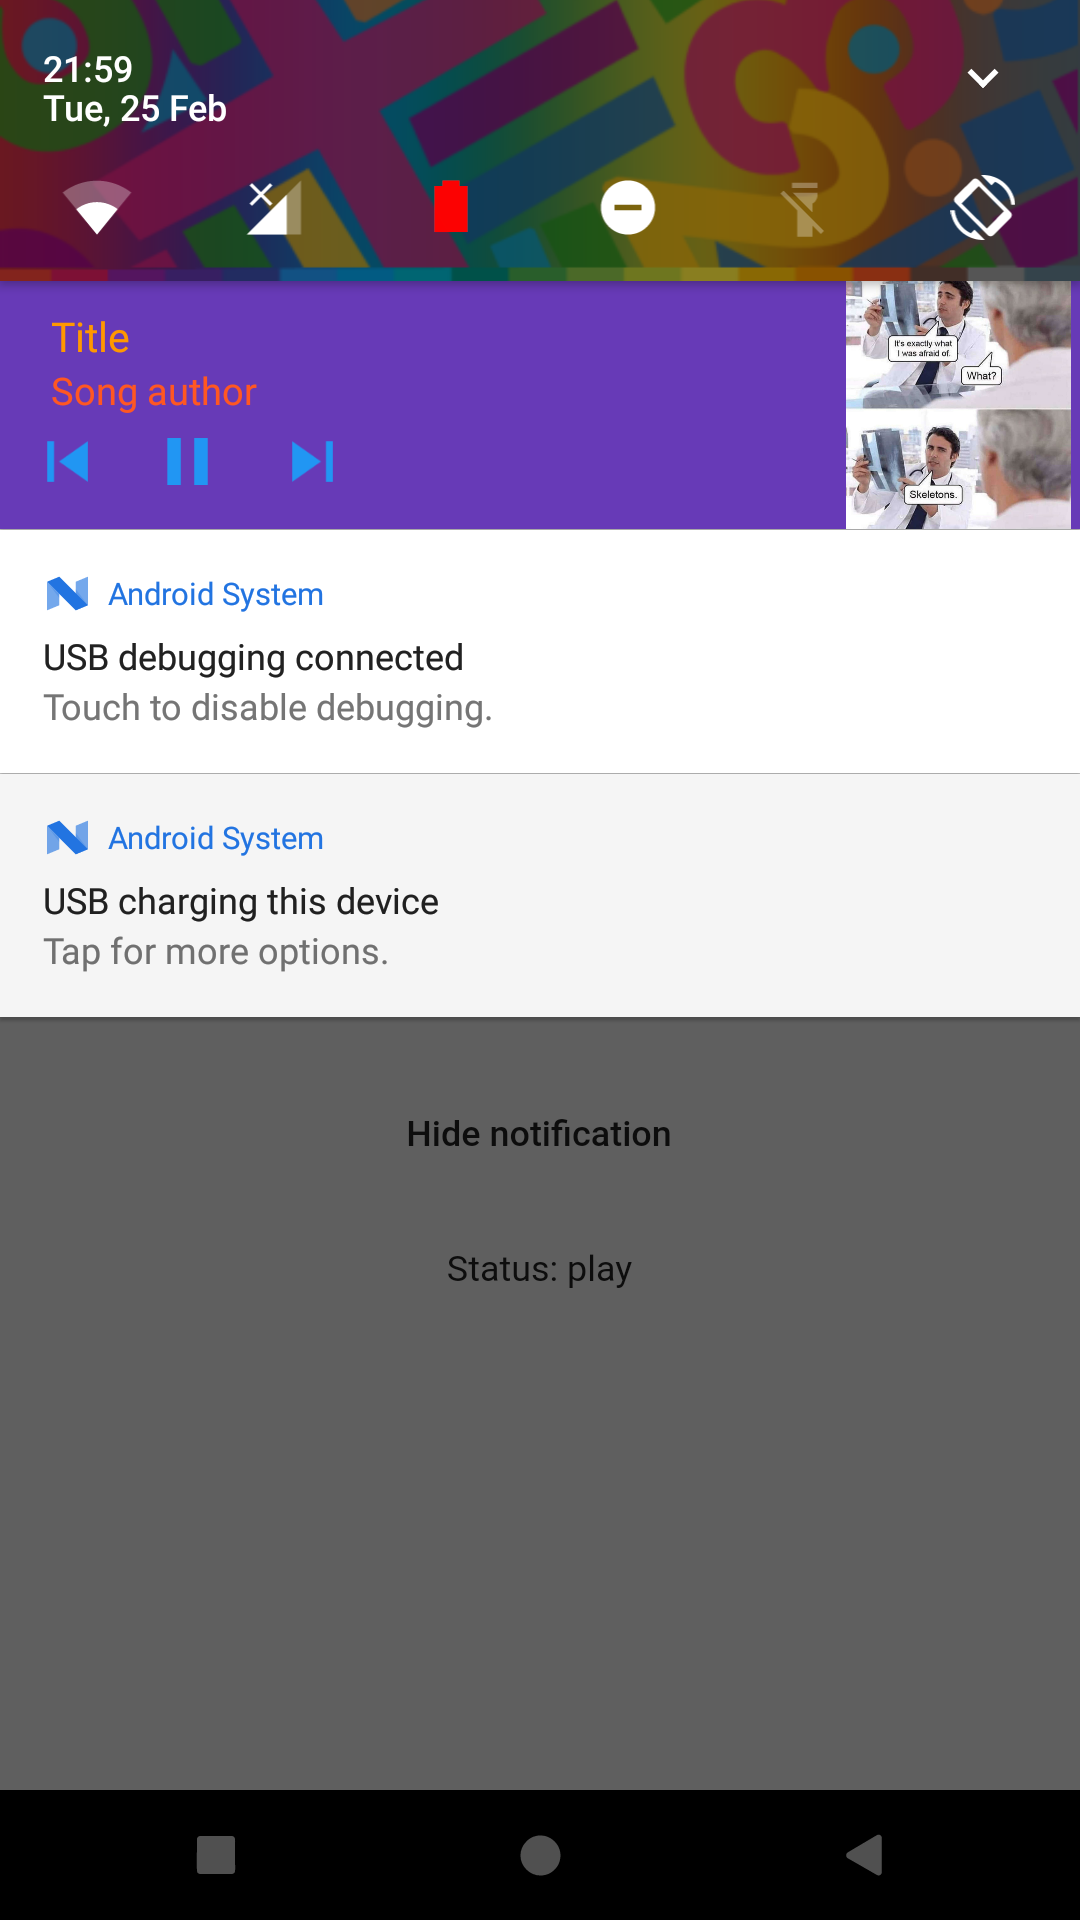 21:59
Tue, 25 Feb
Title
Song author
It's exactly what
I was afraid of.
What?
Skeletons.
Android System
USB debugging connected
Touch to disable debugging.
Android System
USB charging this device
Tap for more options.
Hide notification
Status: play